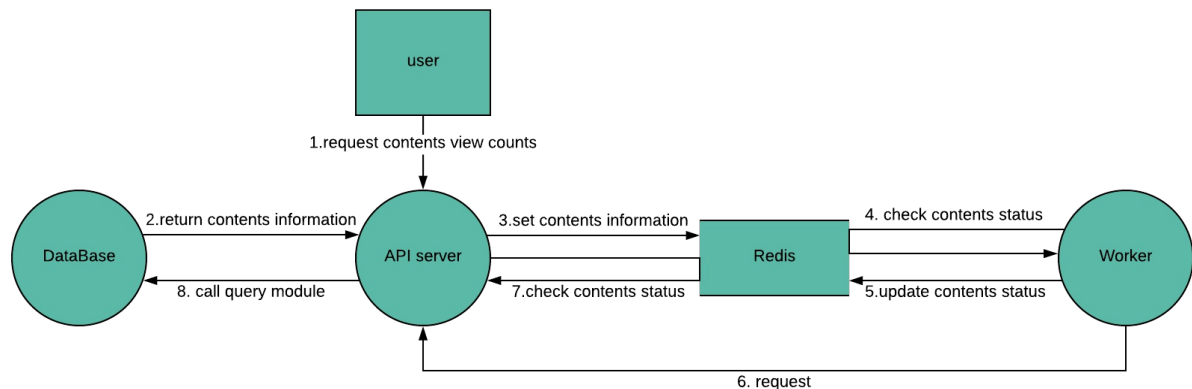 user
1.request contents view counts
2.return contents information
3.set contents information
4. check contents status
DataBase
API server
Redis
Worker
8. call query module
7.check contents status
5.update contents status
6. request